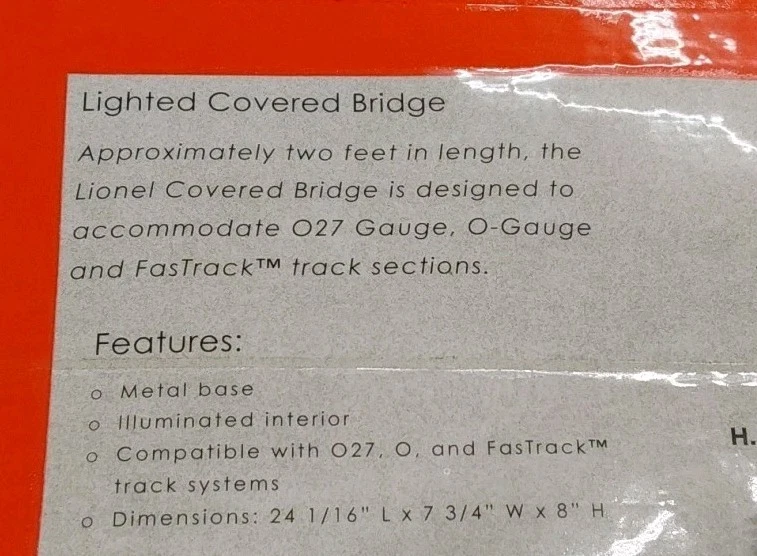 Lighted Covered Bridge
Approximately two feet in length, the
Lionel Covered Bridge is designed to
accommodate O27 Gauge, O-Gauge
and FasTrack™ track sections.
Features:
o Metal base
o Illuminated interior
o Compatible with O27, O, and FasTrack™
track systems
o Dimensions: 24 1/16" L x 7 3/4" W x 8" H
H.